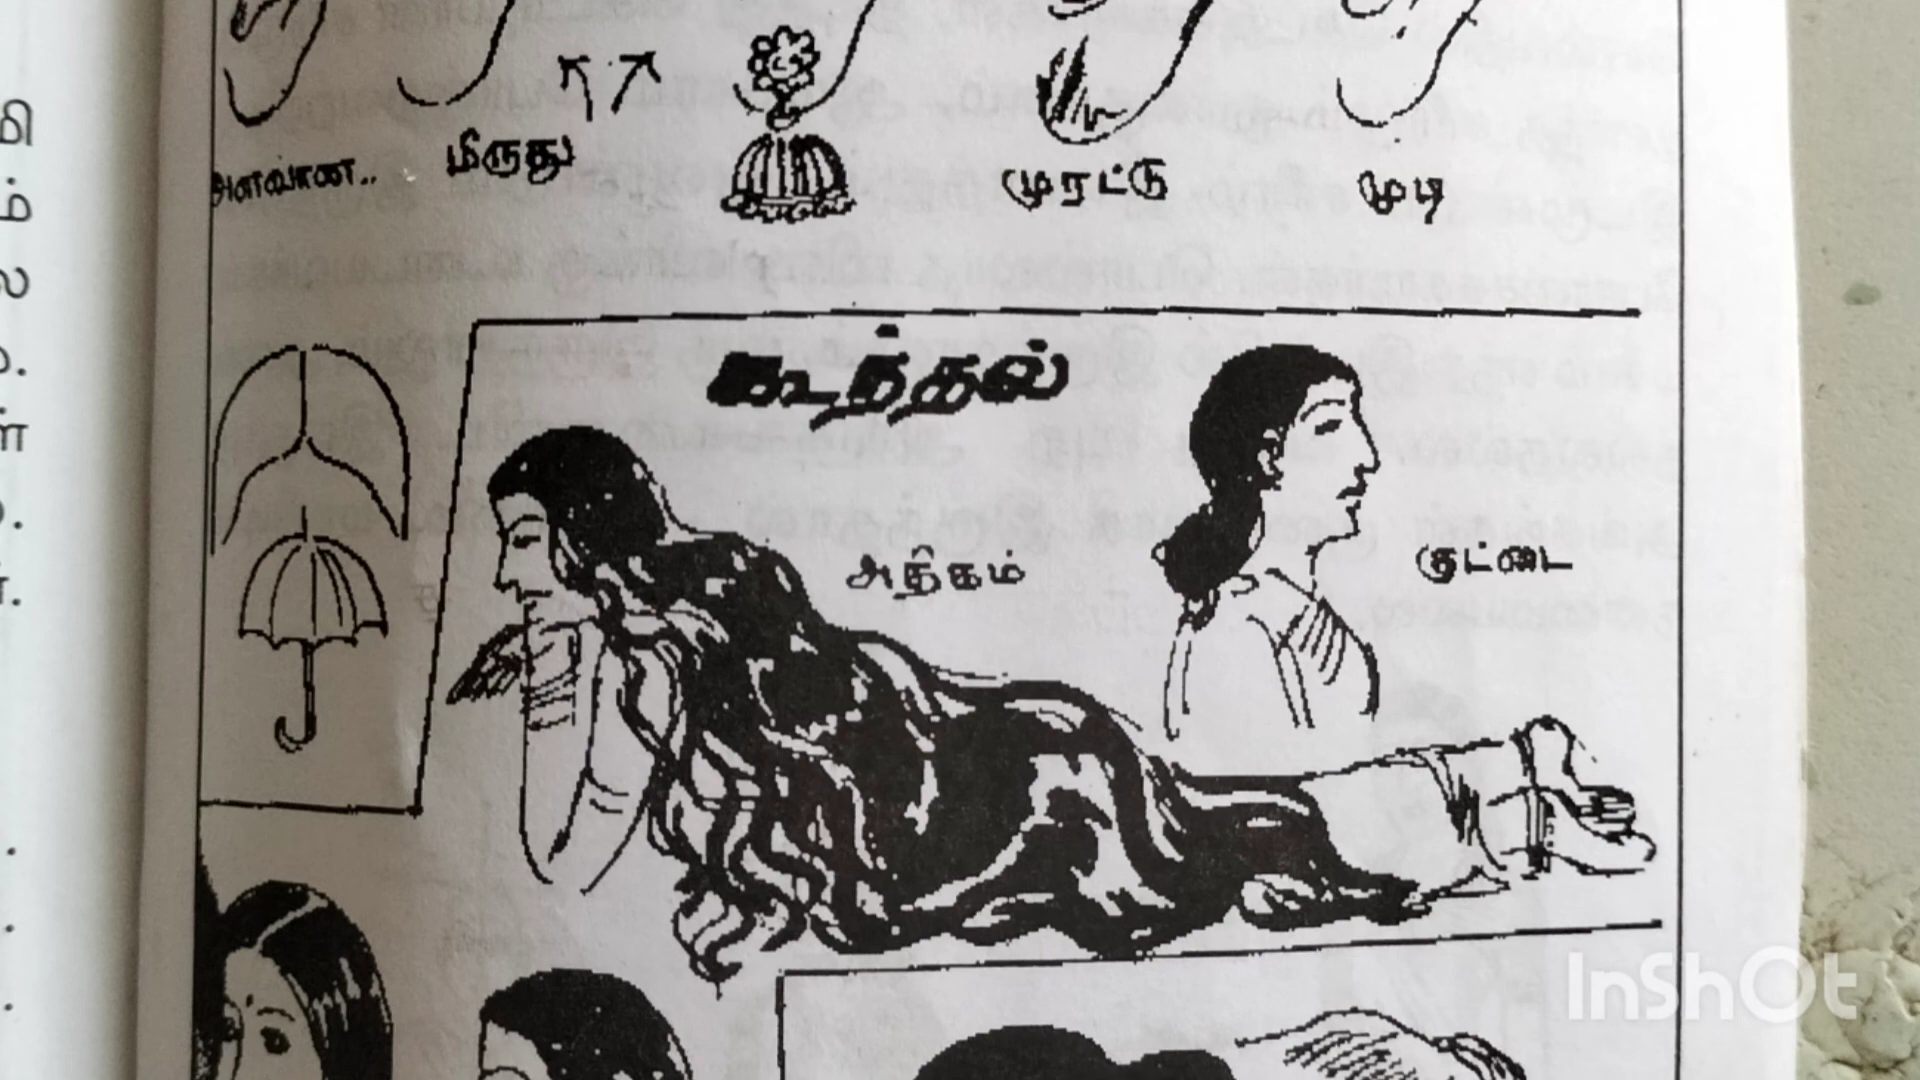 அளவான..
மிருது
முரட்டு
முடி
கூந்தல்
அதிகம்
குட்டை
InShOt